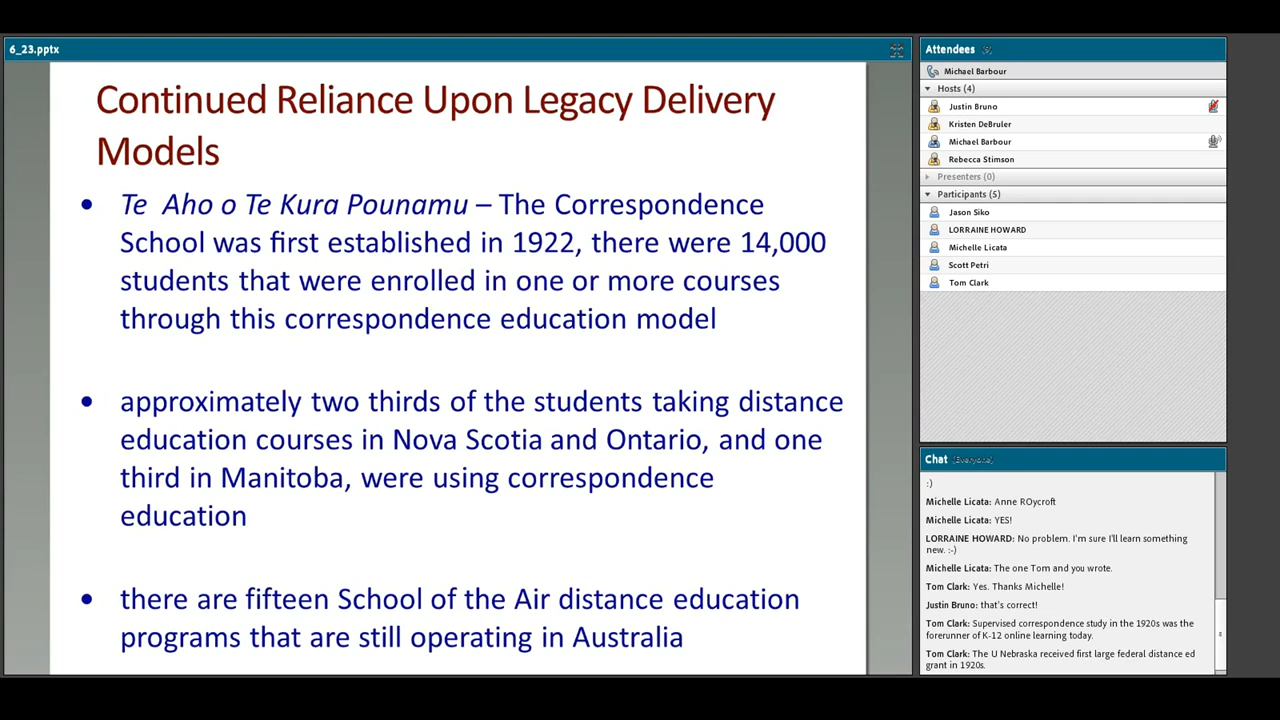 6_23.pptx
Continued Reliance Upon Legacy Delivery
Models
• Te Aho o Te Kura Pounamu – The Correspondence
School was first established in 1922, there were 14,000
students that were enrolled in one or more courses
through this correspondence education model
• approximately two thirds of the students taking distance
education courses in Nova Scotia and Ontario, and one
third in Manitoba, were using correspondence
education
• there are fifteen School of the Air distance education
programs that are still operating in Australia
Attendees
Michael Barbour
Hosts (4)
Justin Bruno
Kristen DeBruler
Michael Barbour
Rebecca Stimson
Presenters (0)
Participants (5)
Jason Siko
LORRAINE HOWARD
Michelle Licata
Scott Petri
Tom Clark
Chat (Everyone)
:)
Michelle Licata: Anne ROycroft
Michelle Licata: YES!
LORRAINE HOWARD: No problem. I'm sure I'll learn something
new. :-)
Michelle Licata: The one Tom and you wrote.
Tom Clark: Yes. Thanks Michelle!
Justin Bruno: that's correct!
Tom Clark: Supervised correspondence study in the 1920s was the
forerunner of K-12 online learning today.
Tom Clark: The U Nebraska received first large federal distance ed
grant in 1920s.